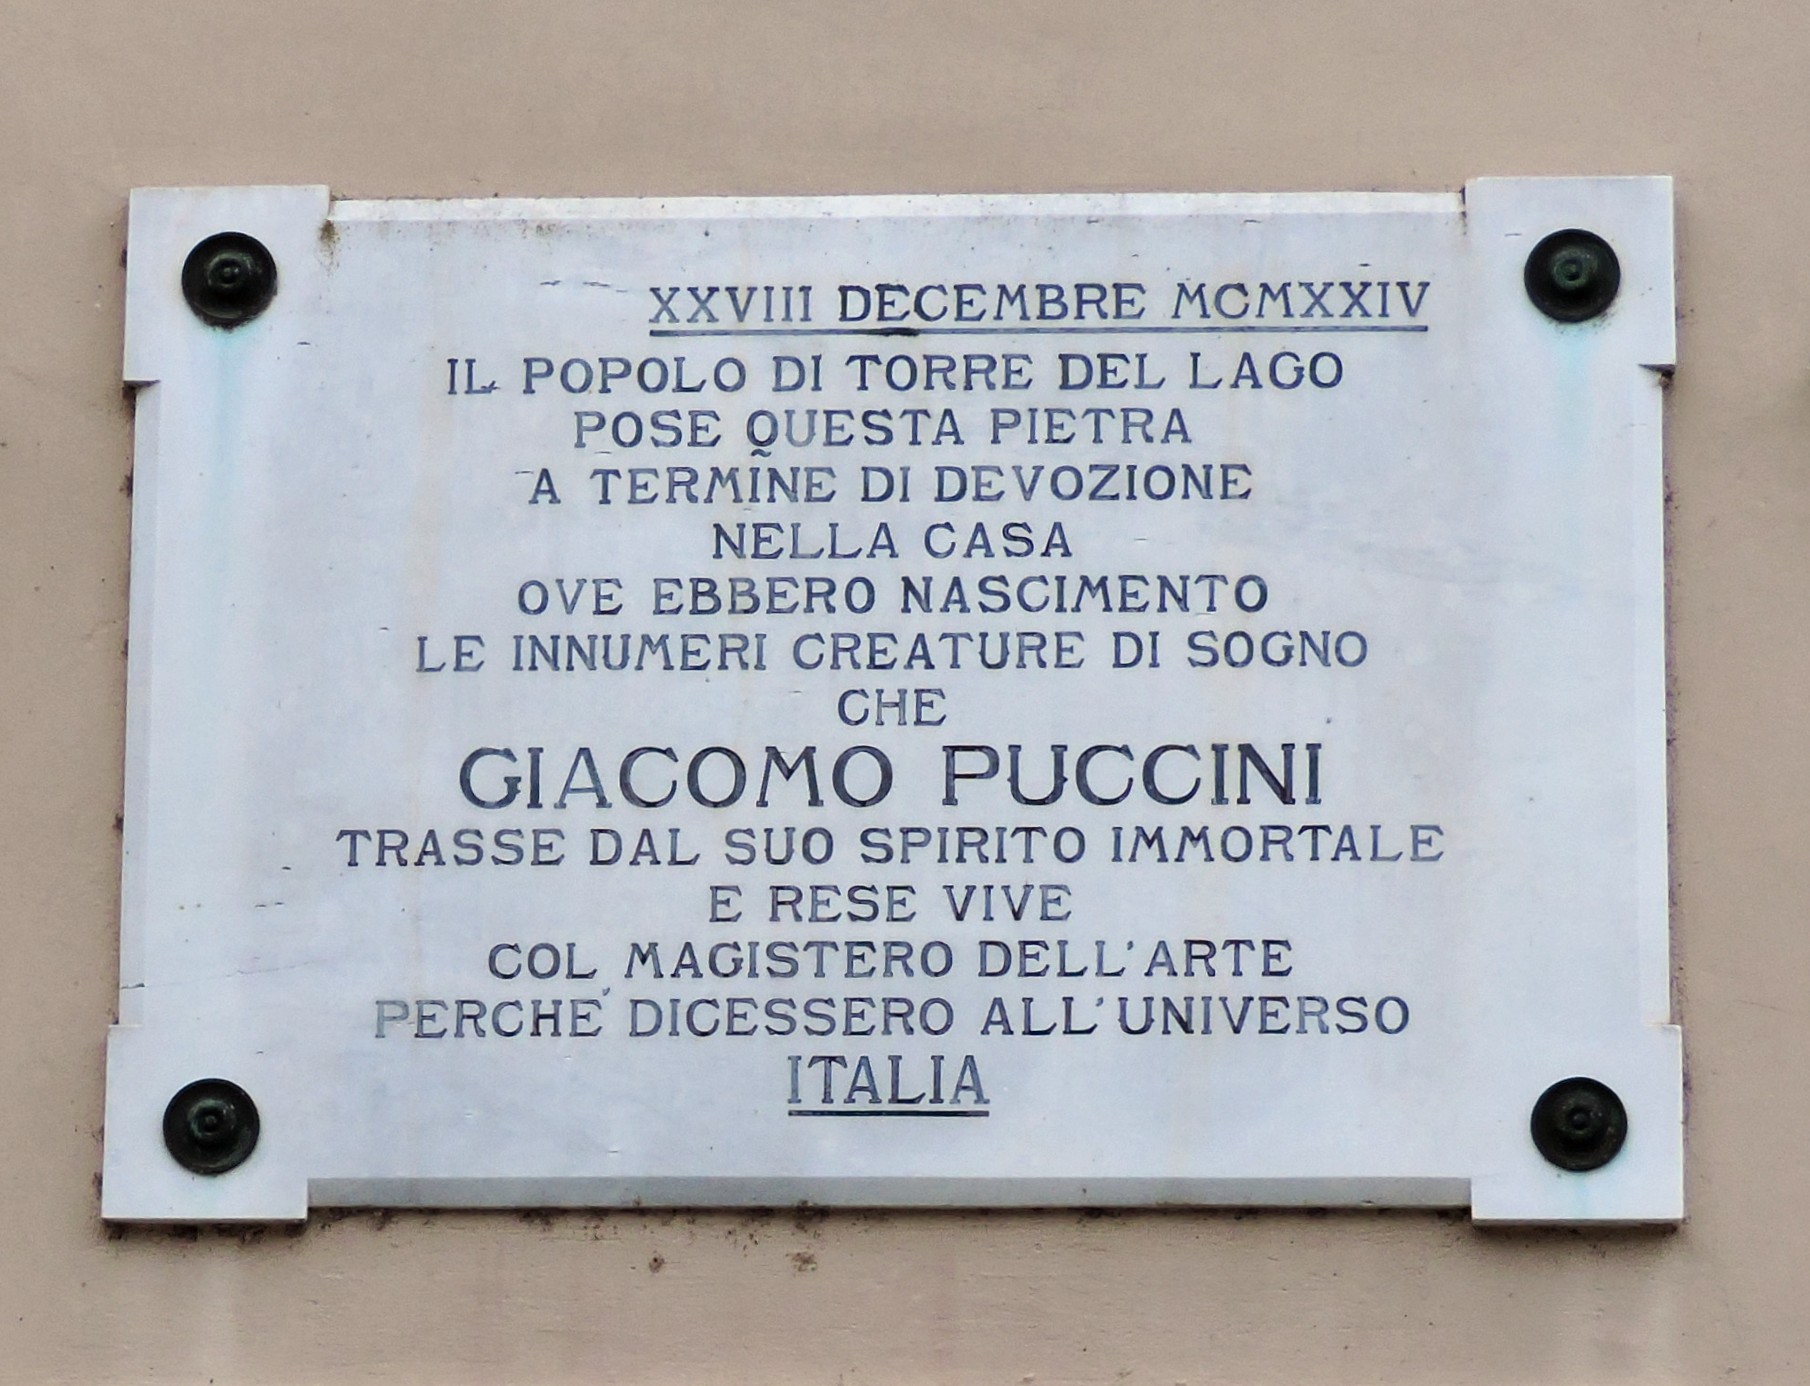 XXVIII DECEMBRE MCMXXIV
IL POPOLO DI TORRE DEL LAGO
POSE QUESTA PIETRA
A TERMINE DI DEVOZIONE
NELLA CASA
OVE EBBERO NASCIMENTO
LE INNUMERI CREATURE DI SOGNO
CHE
GIACOMO PUCCINI
TRASSE DAL SUO SPIRITO IMMORTALE
E RESE VIVE
COL MAGISTERO DELL'ARTE
PERCHE' DICESSERO ALL'UNIVERSO
ITALIA